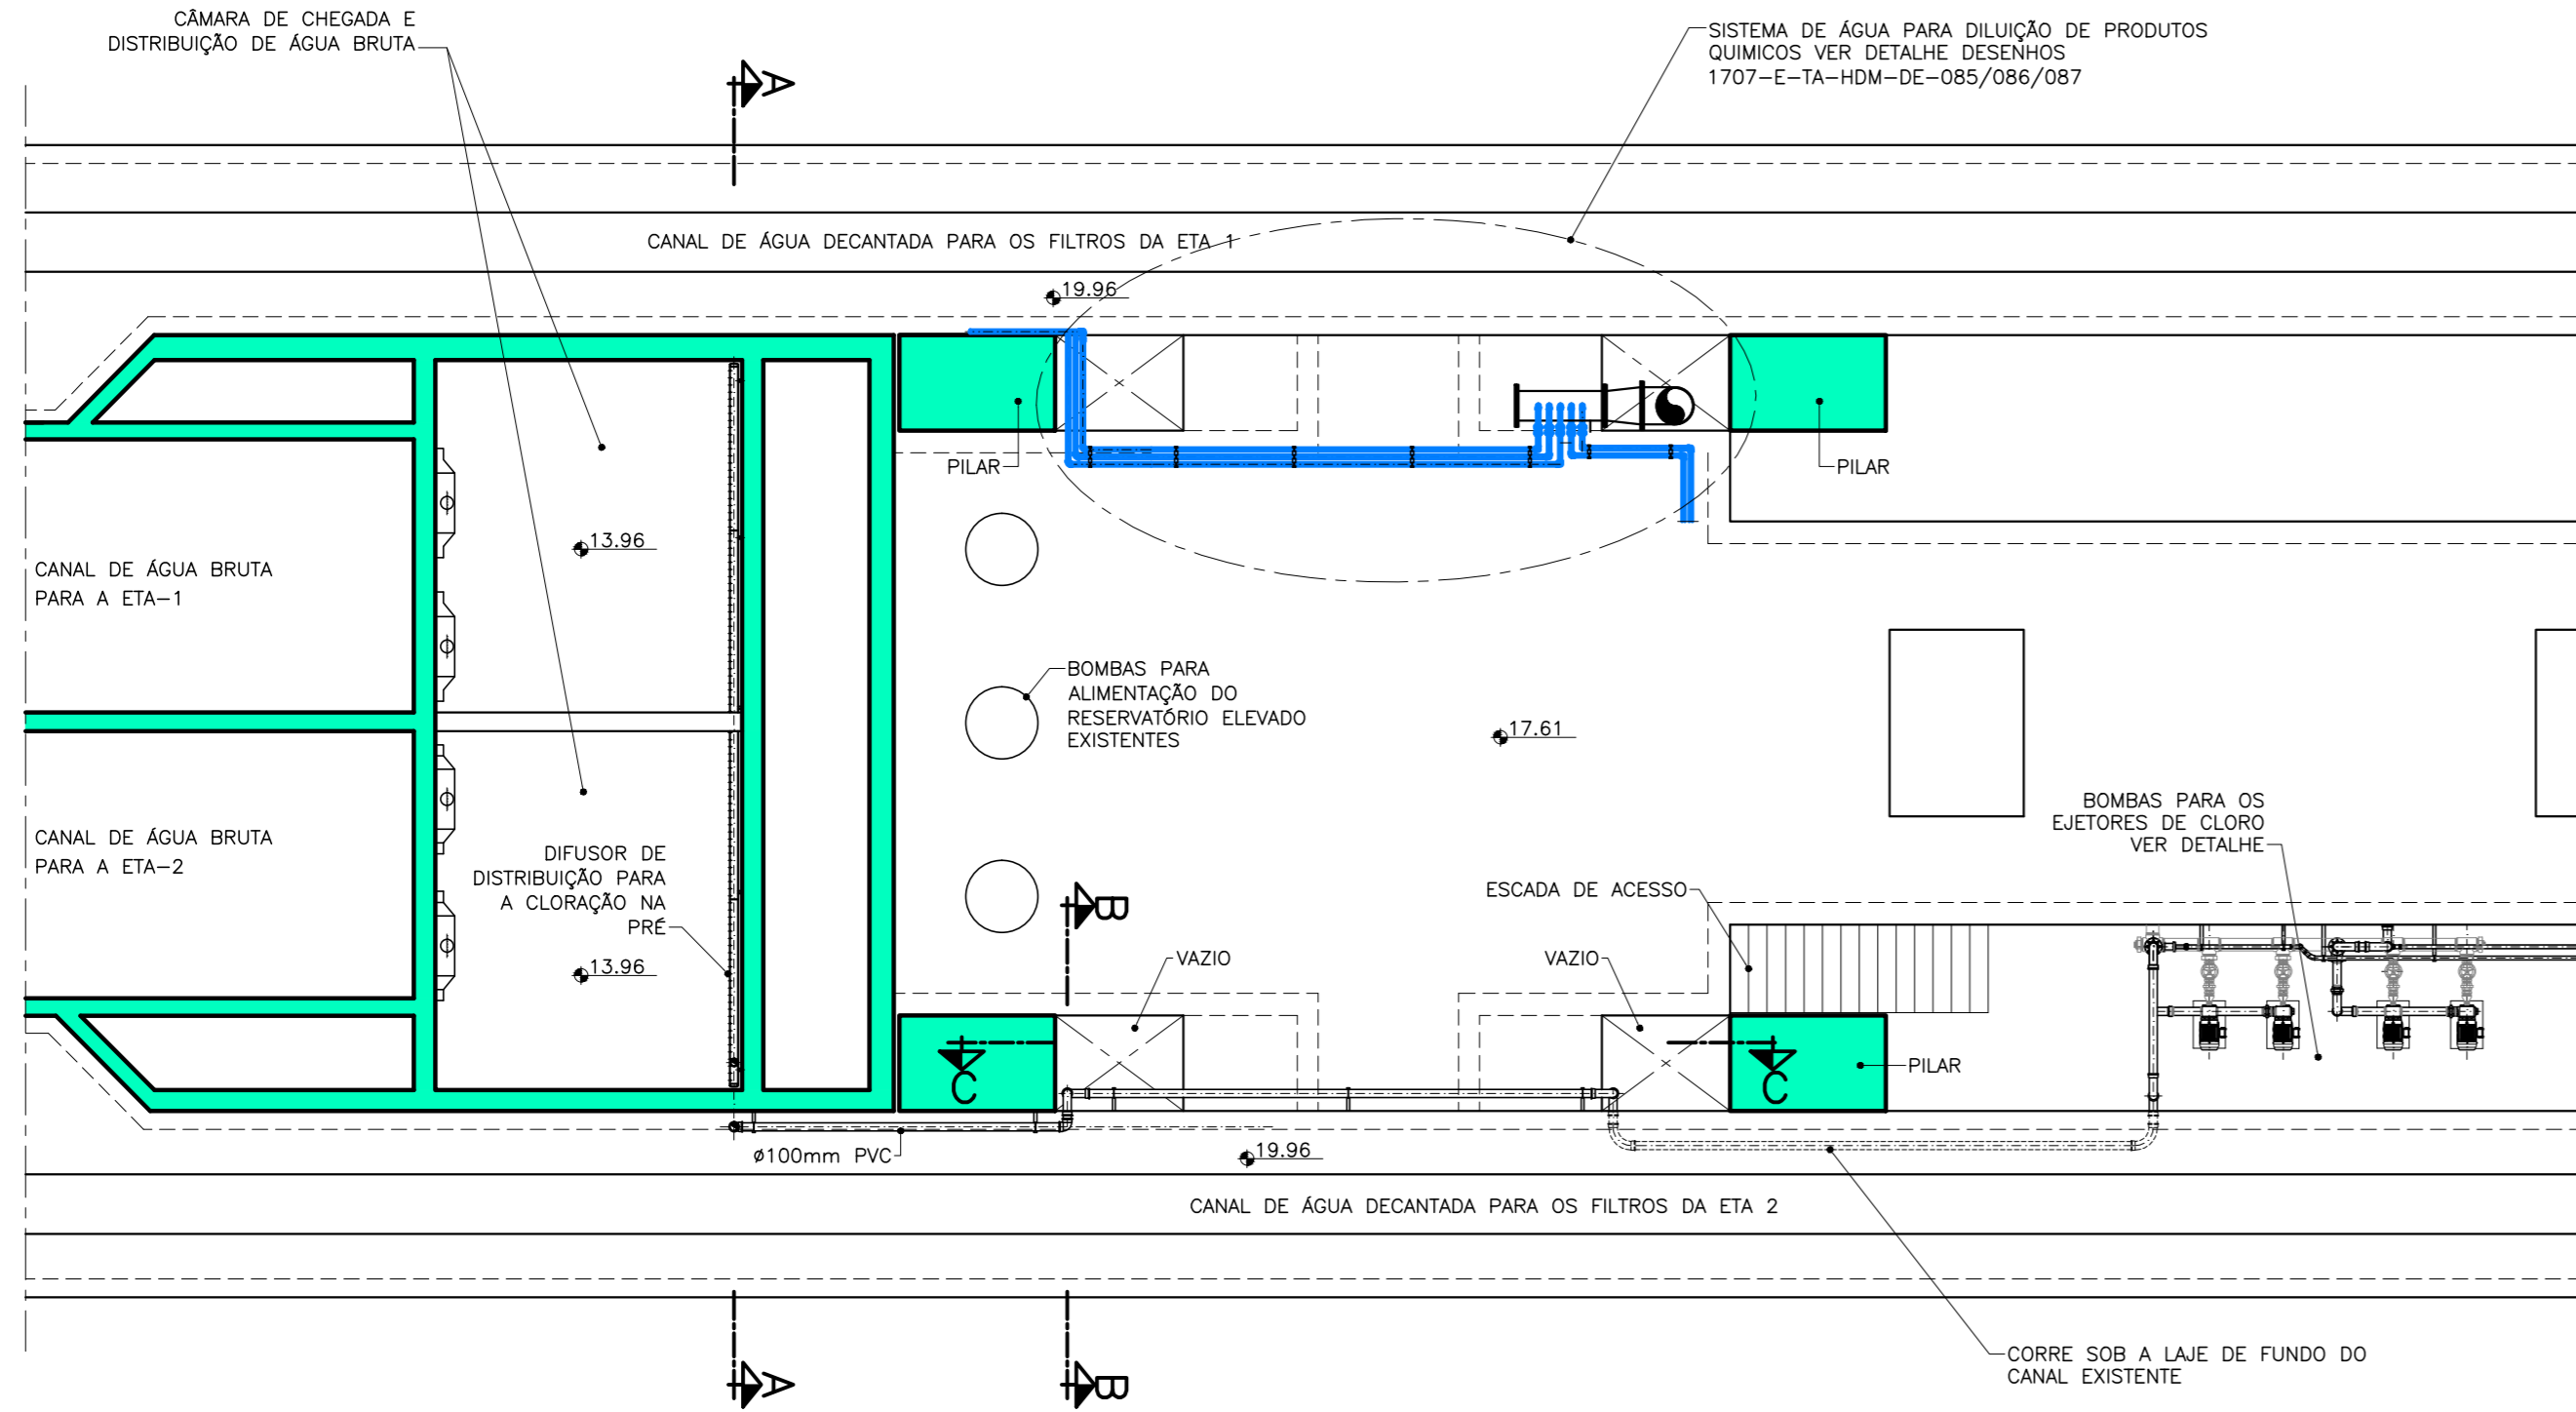 CÂMARA DE CHEGADA E
DISTRIBUIÇÃO DE ÁGUA BRUTA
A
SISTEMA DE ÁGUA PARA DILUIÇÃO DE PRODUTOS
QUIMICOS VER DETALHE DESENHOS
1707-E-TA-HDM-DE-085/086/087
CANAL DE ÁGUA DECANTADA PARA OS FILTROS DA ETA 1
19.96
PILAR
PILAR
13.96
CANAL DE ÁGUA BRUTA
PARA A ETA-1
BOMBAS PARA
ALIMENTAÇÃO DO
RESERVATÓRIO ELEVADO
EXISTENTES
17.61
CANAL DE ÁGUA BRUTA
PARA A ETA-2
DIFUSOR DE
DISTRIBUIÇÃO PARA
A CLORAÇÃO NA
PRÉ
13.96
BOMBAS PARA OS
EJETORES DE CLORO
VER DETALHE
ESCADA DE ACESSO
B
VAZIO
VAZIO
C
C
PILAR
Ø100mm PVC
19.96
CANAL DE ÁGUA DECANTADA PARA OS FILTROS DA ETA 2
CORRE SOB A LAJE DE FUNDO DO
CANAL EXISTENTE
A
B